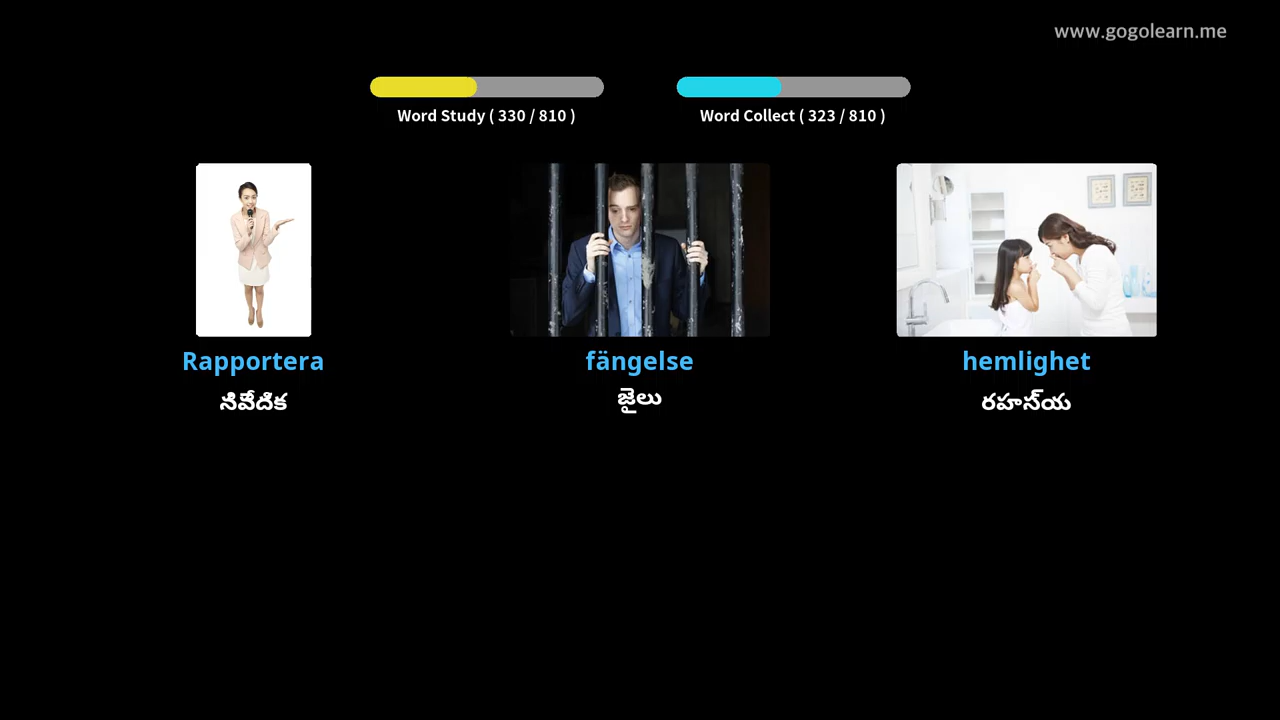 www.gogolearn.me
Word Study ( 330 / 810 )
Word Collect ( 323 / 810 )
Rapportera
fängelse
hemlighet
నివేదిక
జైలు
రహస్య